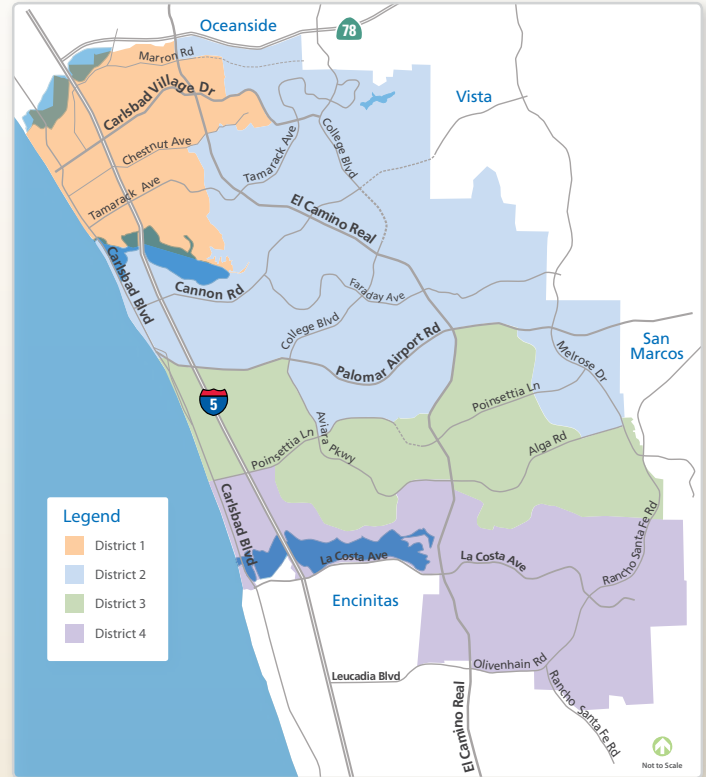 Oceanside
78
Marron Rd
Carlsbad Village Dr
Vista
Chestnut Ave
Tamarack Ave
College Blvd
Tamarack Ave
El Camino Real
Carlsbad Blvd
Cannon Rd
Faraday Ave
College Blvd
Palomar Airport Rd
San
Marcos
Melrose Dr
5
Poinsettia Ln
Aviara Pkwy
Poinsettia Ln
Alga Rd
Carlsbad Blvd
Legend
District 1
District 2
District 3
District 4
La Costa Ave
La Costa Ave
Rancho Santa Fe Rd
Encinitas
Leucadia Blvd
Olivenhain Rd
El Camino Real
Rancho Santa Fe Rd
Not to Scale